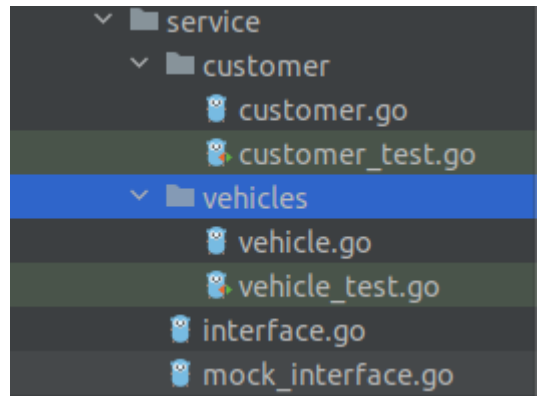 service
customer
customer.go
customer_test.go
vehicles
vehicle.go
vehicle_test.go
interface.go
mock_interface.go